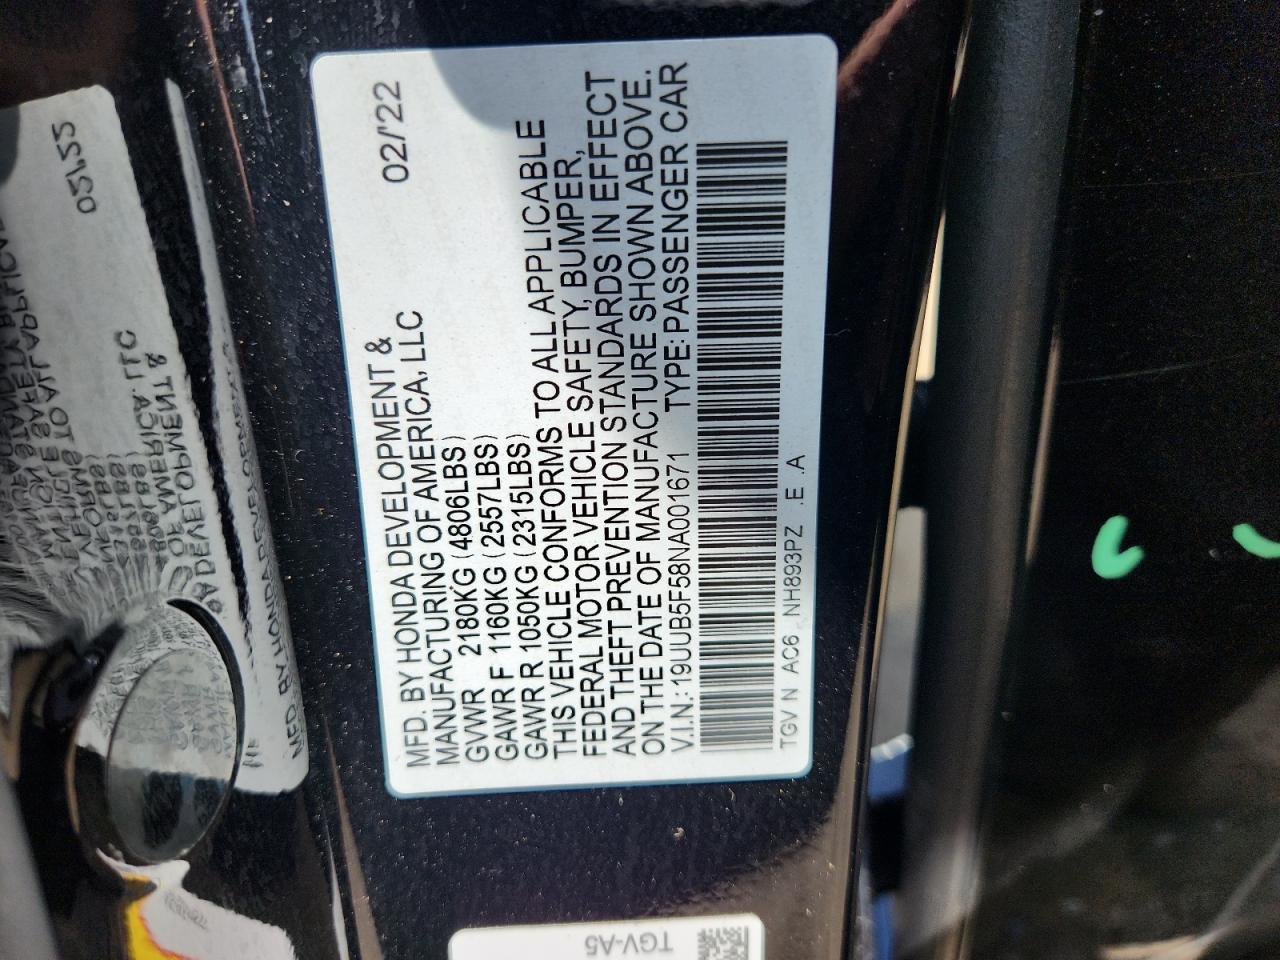 MFD. BY HONDA DEVELOPMENT & 02/'22
MANUFACTURING OF AMERICA, LLC
GVWR 2180KG (4806LBS)
GAWR F 1160KG (2557LBS)
GAWR R 1050KG (2315LBS)
THIS VEHICLE CONFORMS TO ALL APPLICABLE
FEDERAL MOTOR VEHICLE SAFETY, BUMPER,
AND THEFT PREVENTION STANDARDS IN EFFECT
ON THE DATE OF MANUFACTURE SHOWN ABOVE.
V.I.N.: 19UUB5F58NA001671 TYPE: PASSENGER CAR
TGV N AC6 NH893PZ .E .A
TGV-A5